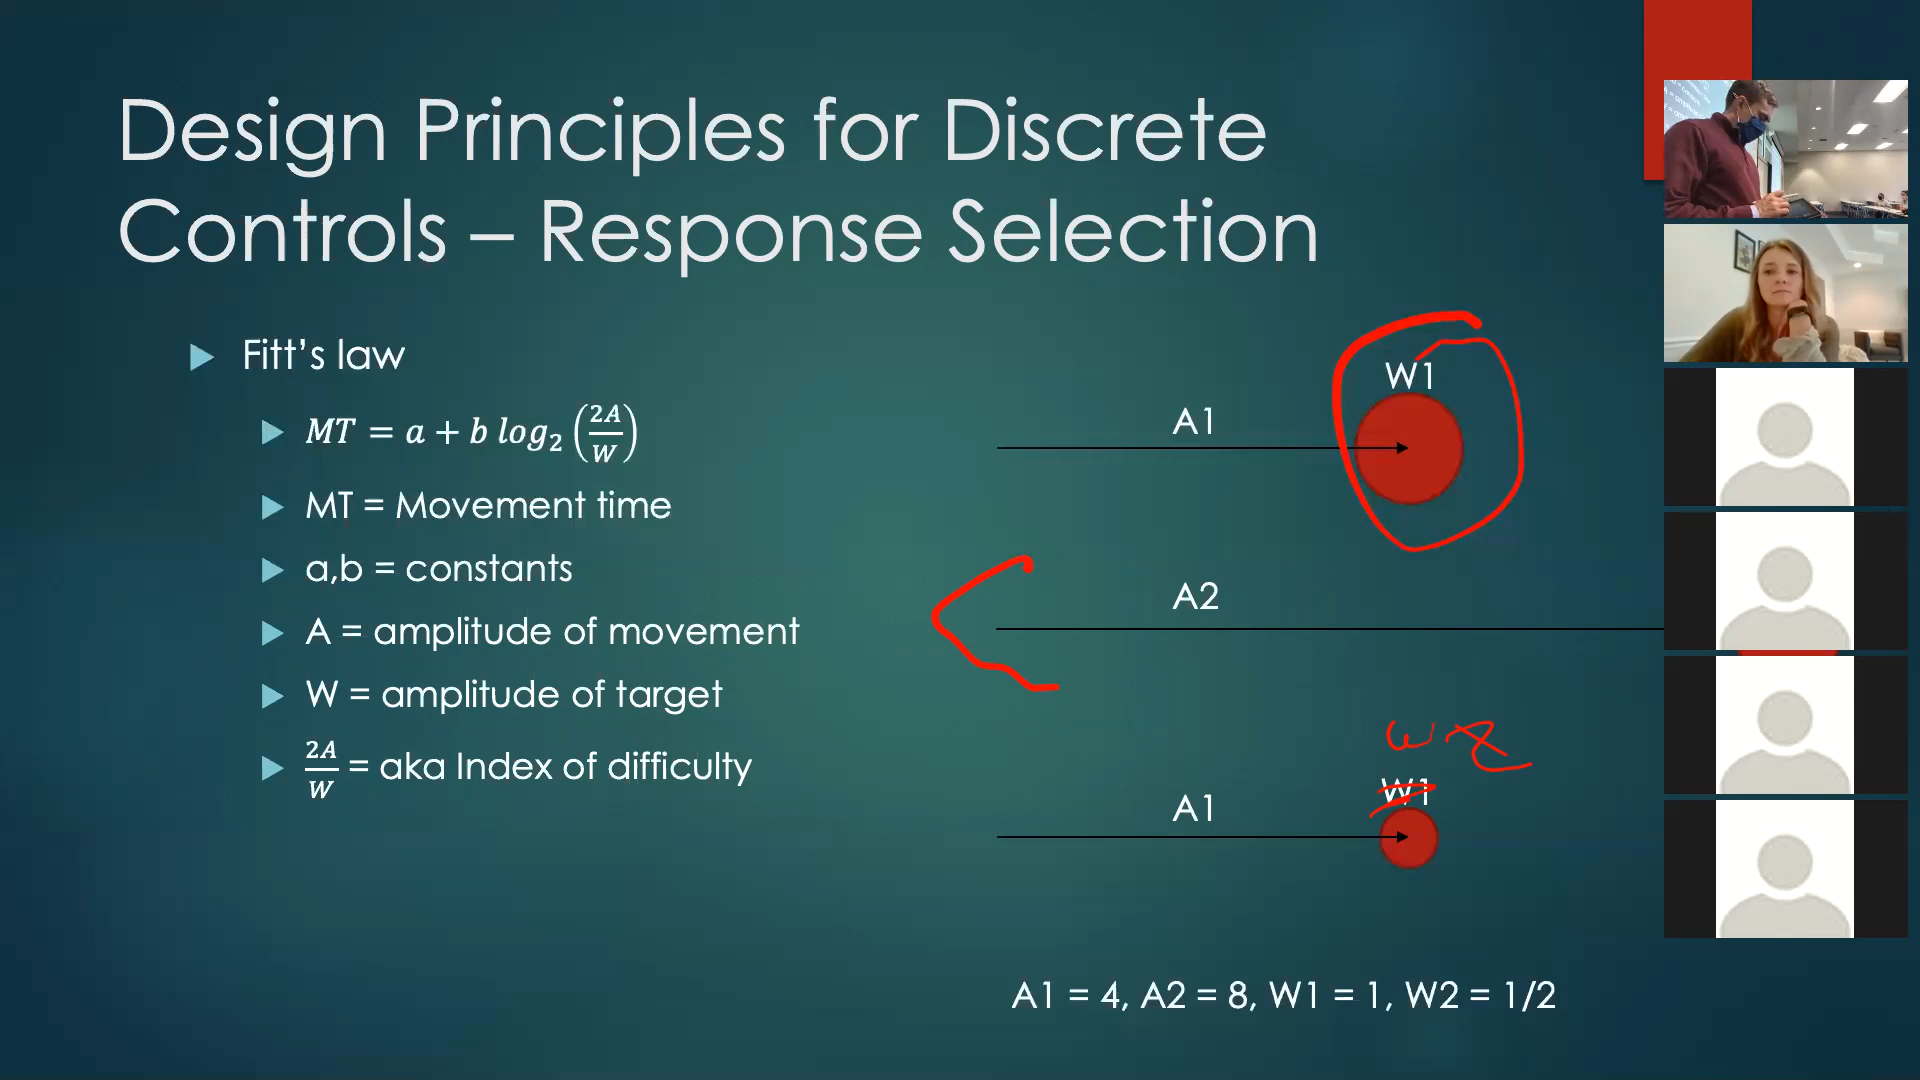 Design Principles for Discrete
Controls – Response Selection
Fitt’s law
MT = a + b log₂ (2A/W)
MT = Movement time
a,b = constants
A = amplitude of movement
W = amplitude of target
2A/W = aka Index of difficulty
W1
A1
A2
W2
W1
A1
A1 = 4, A2 = 8, W1 = 1, W2 = 1/2